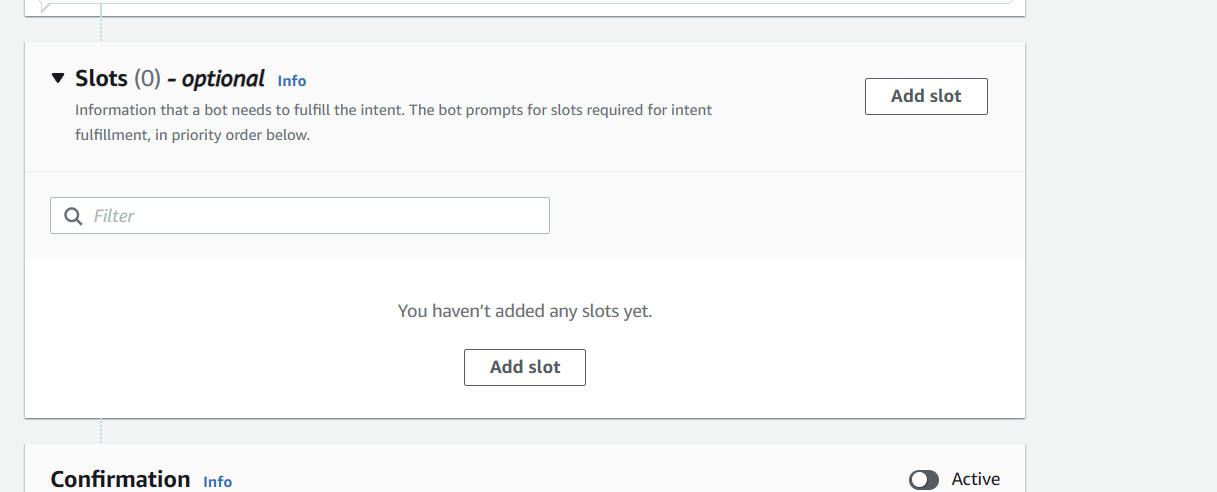 Slots (0) - optional Info
Add slot
Information that a bot needs to fulfill the intent. The bot prompts for slots required for intent
fulfillment, in priority order below.
Filter
You haven’t added any slots yet.
Add slot
Confirmation Info
Active